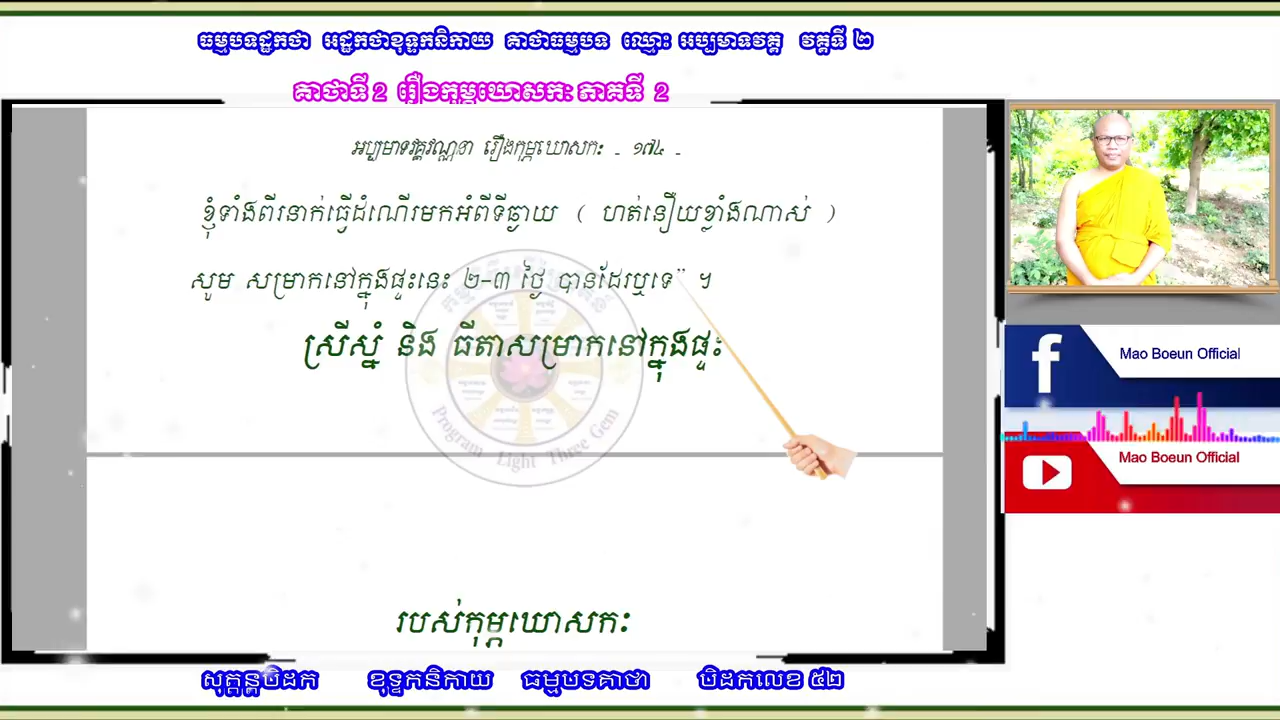 ធម្មបទដ្ឋកថា អដ្ឋកថាខុទ្ទកនិកាយ គាថាធម្មបទ ឈ្មោះ អប្បមាទវគ្គ វគ្គទី ២
គាថាទី 2 រឿងកុម្ភឃោសកៈ ភាគទី 2
អប្បមាទវគ្គវណ្ណនា រឿងកុម្ភឃោសកៈ - ១៧៤ -
ខ្ញុំទាំងពីរនាក់ធ្វើដំណើរមកអំពីទីឆ្ងាយ ( ហត់នឿយខ្លាំងណាស់ )
សូម សម្រាកនៅក្នុងផ្ទះនេះ ២-៣ ថ្ងៃ បានដែរឬទេ" ។
ស្រីស្នំ និង ធីតាសម្រាកនៅក្នុងផ្ទះ
Program Light Three Gem
របស់កុម្ភឃោសកៈ
សុត្តន្តបិដក ខុទ្ទកនិកាយ ធម្មបទគាថា បិដកលេខ ៥២
Mao Boeun Official
Mao Boeun Official